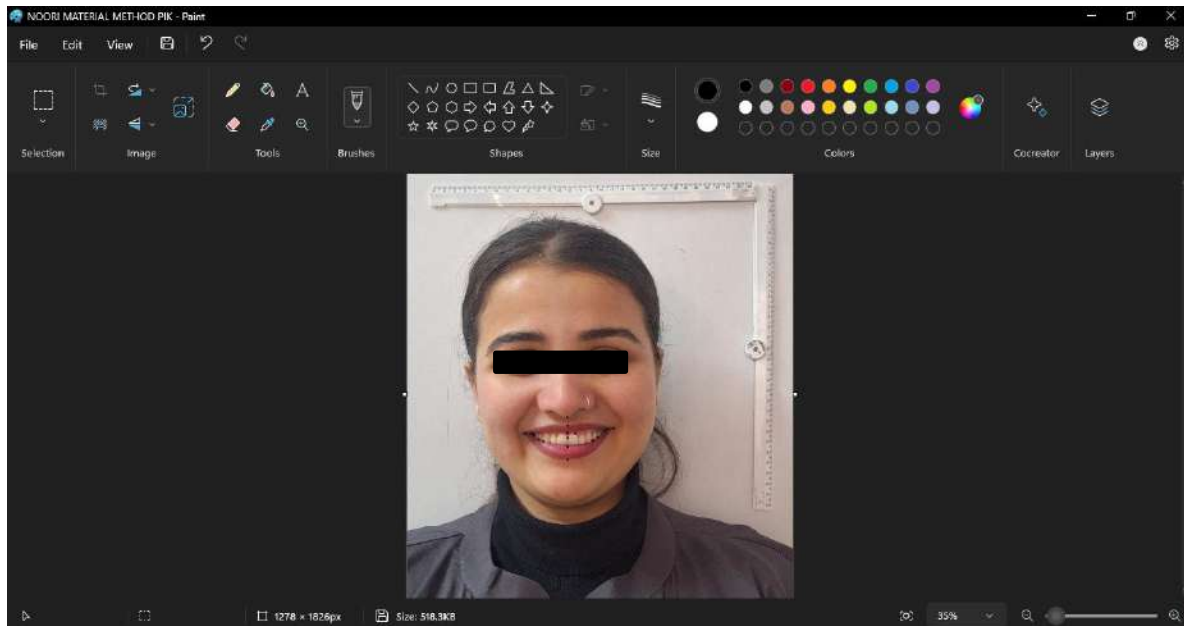 NOORI MATERIAL METHOD PIK - Paint
File Edit View
Selection Image Tools Brushes Shapes Size Colors Cocreator Layers
1278 × 1826px Size: 518.3KB 35%